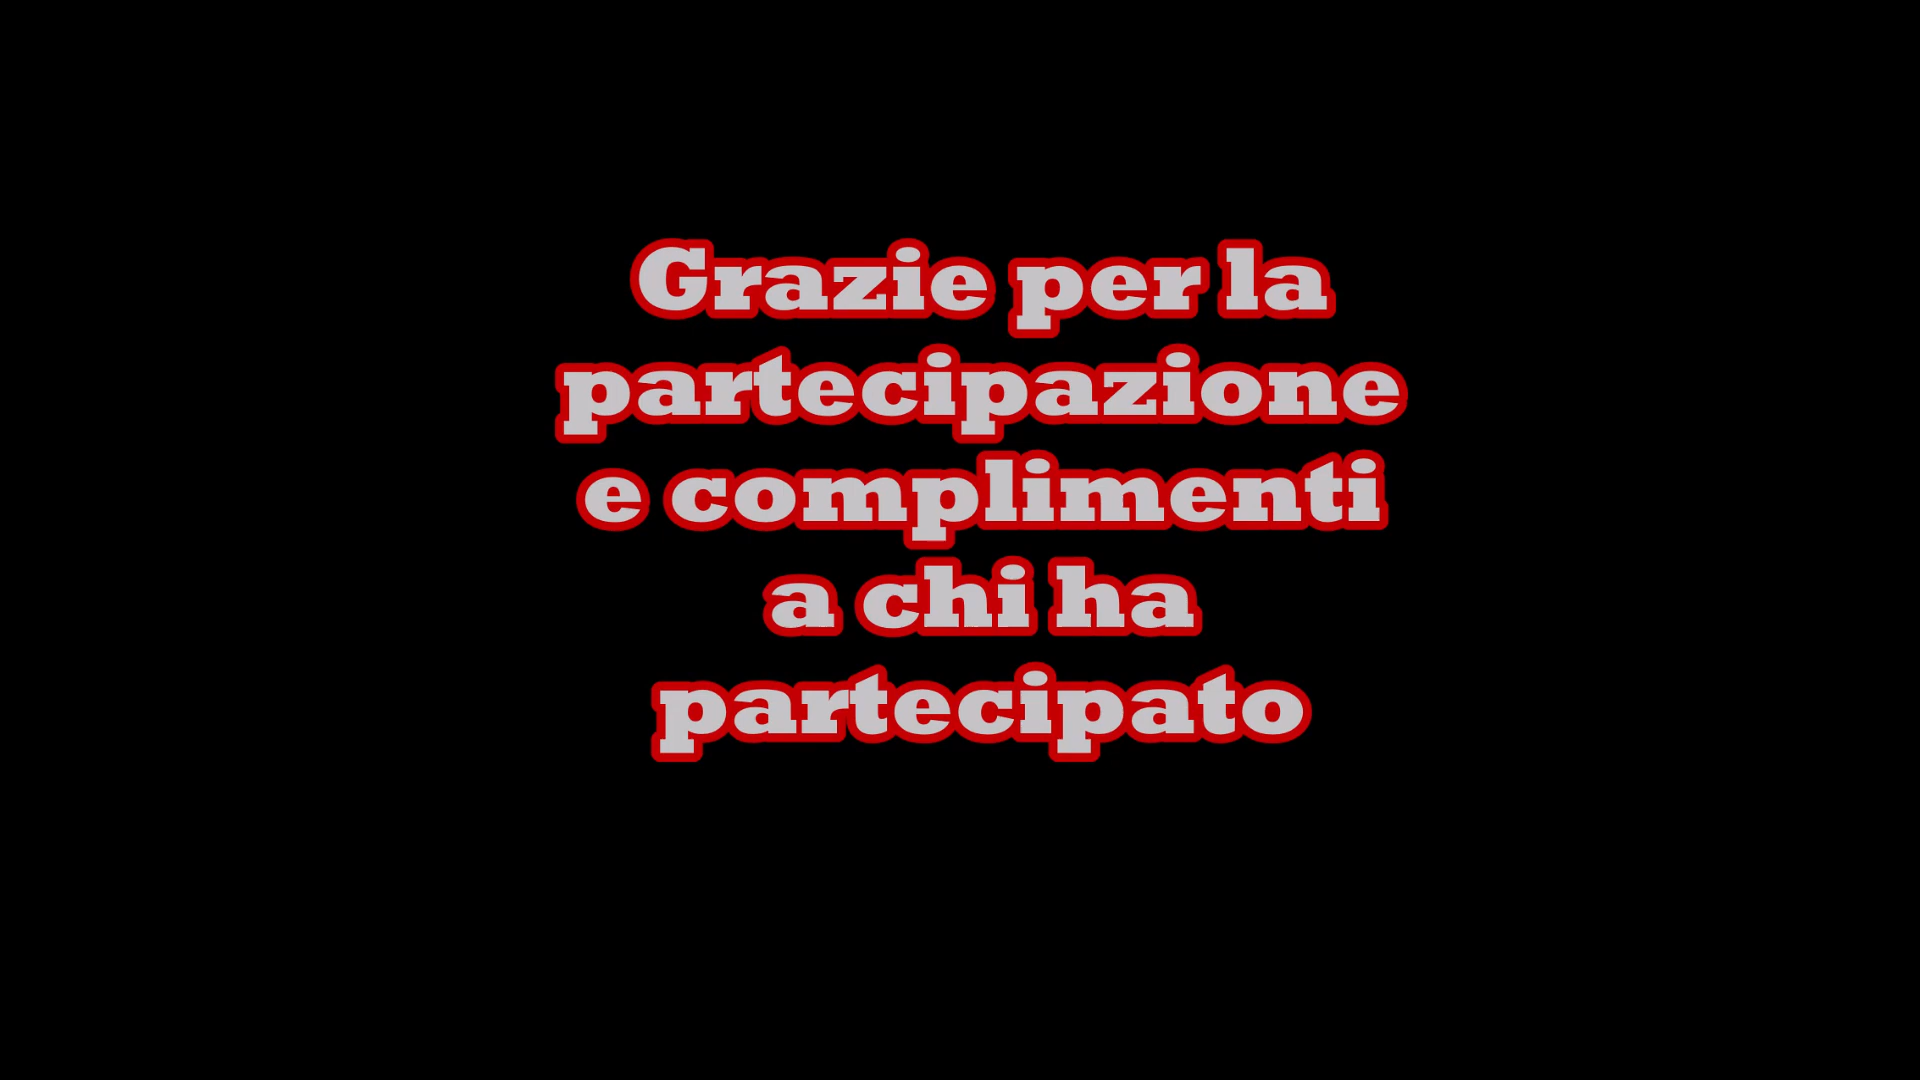 Grazie per la
partecipazione
e complimenti
a chi ha
partecipato